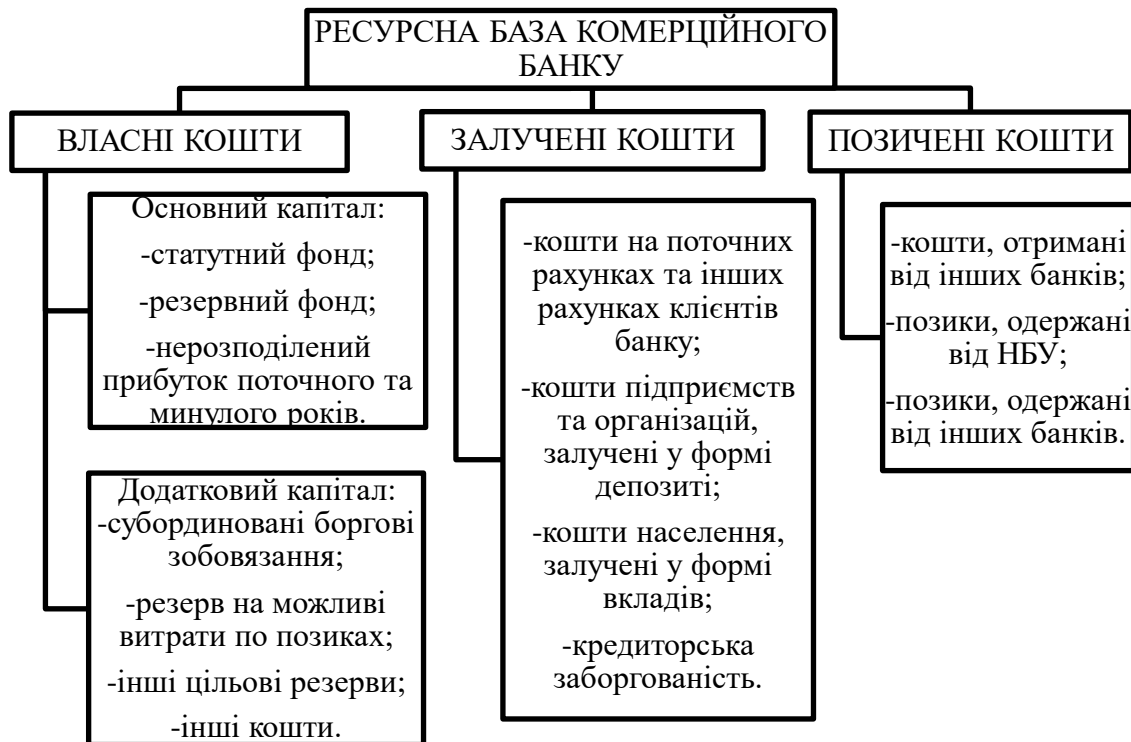 РЕСУРСНА БАЗА КОМЕРЦІЙНОГО
БАНКУ
ВЛАСНІ КОШТИ
Основний капітал:
-статутний фонд;
-резервний фонд;
-нерозподілений
прибуток поточного та
минулого років.
Додатковий капітал:
-субординовані боргові
зобовязання;
-резерв на можливі
витрати по позиках;
-інші цільові резерви;
-інші кошти.
ЗАЛУЧЕНІ КОШТИ
-кошти на поточних
рахунках та інших
рахунках клієнтів
банку;
-кошти підприємств
та організацій,
залучені у формі
депозиті;
-кошти населення,
залучені у формі
вкладів;
-кредиторська
заборгованість.
ПОЗИЧЕНІ КОШТИ
-кошти, отримані
від інших банків;
-позики, одержані
від НБУ;
-позики, одержані
від інших банків.